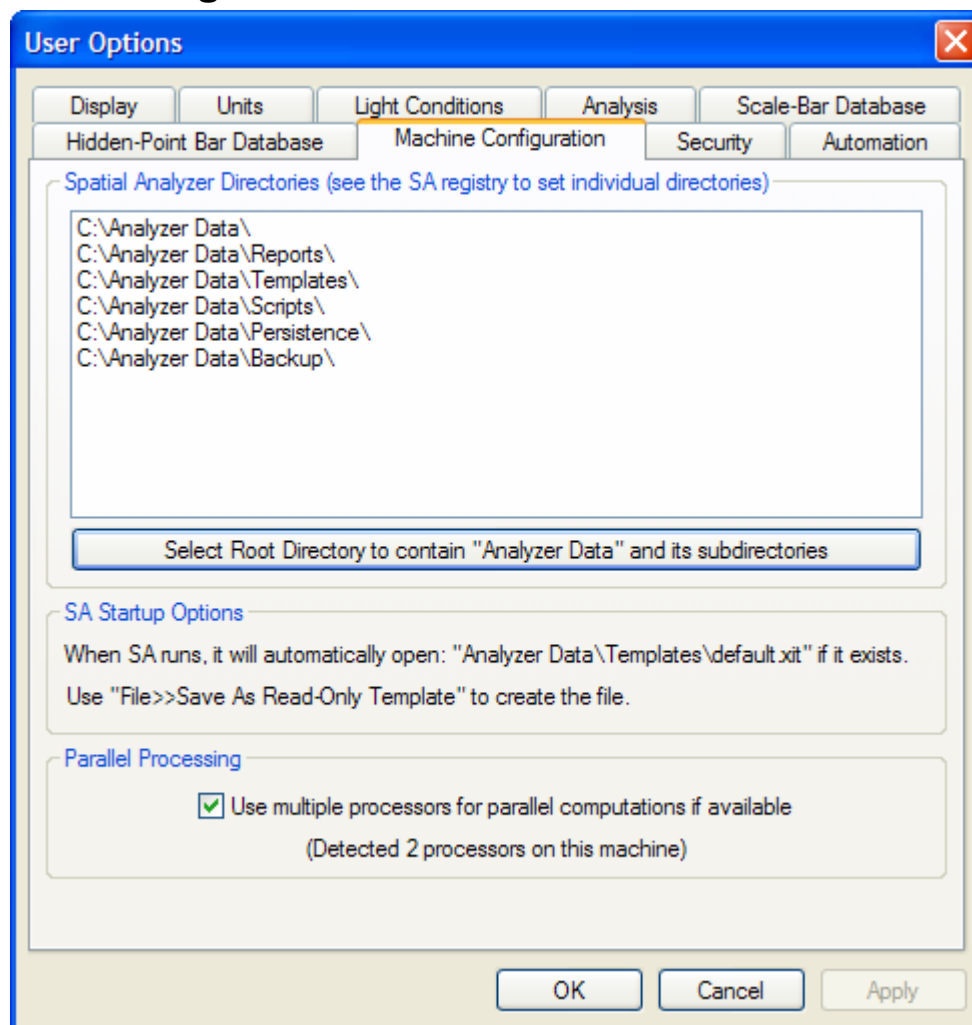 User Options
Display Units Light Conditions Analysis Scale-Bar Database
Hidden-Point Bar Database Machine Configuration Security Automation
Spatial Analyzer Directories (see the SA registry to set individual directories)
C:\Analyzer Data\
C:\Analyzer Data\Reports\
C:\Analyzer Data\Templates\
C:\Analyzer Data\Scripts\
C:\Analyzer Data\Persistence\
C:\Analyzer Data\Backup\
Select Root Directory to contain "Analyzer Data" and its subdirectories
SA Startup Options
When SA runs, it will automatically open: "Analyzer Data\Templates\default.xit" if it exists.
Use "File>>Save As Read-Only Template" to create the file.
Parallel Processing
Use multiple processors for parallel computations if available
(Detected 2 processors on this machine)
OK Cancel Apply